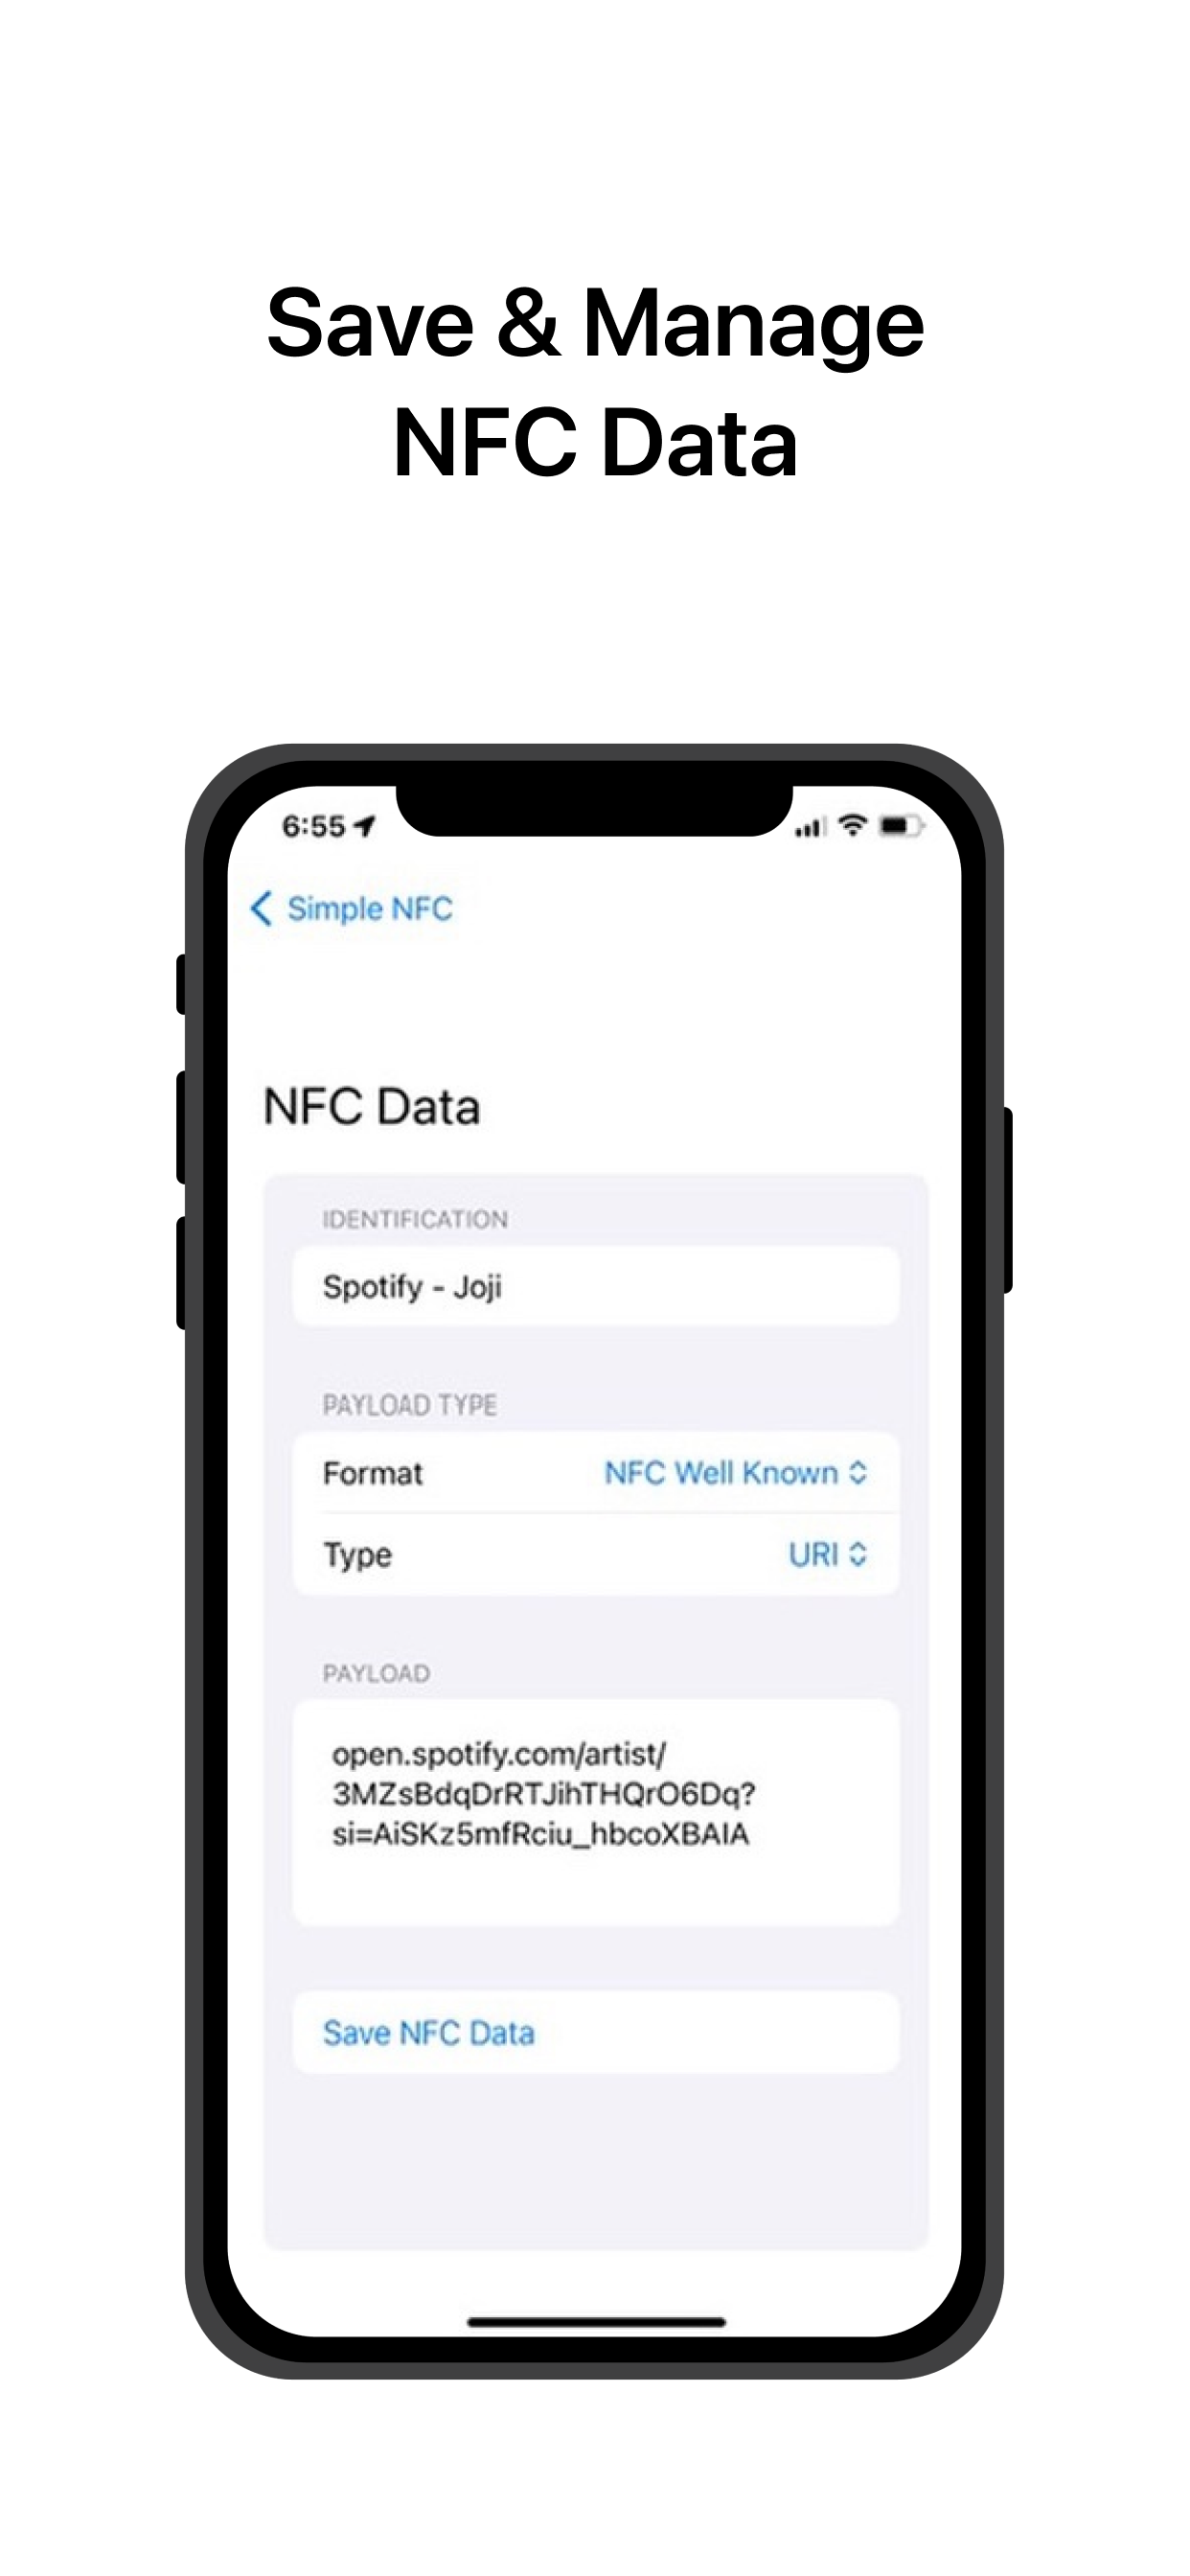 Save & Manage
NFC Data
6:55
Simple NFC
NFC Data
IDENTIFICATION
Spotify - Joji
PAYLOAD TYPE
Format NFC Well Known
Type URI
PAYLOAD
open.spotify.com/artist/
3MZsBdqDrRTJihTHQrO6Dq?
si=AiSKz5mfRciu_hbcoXBAIA
Save NFC Data